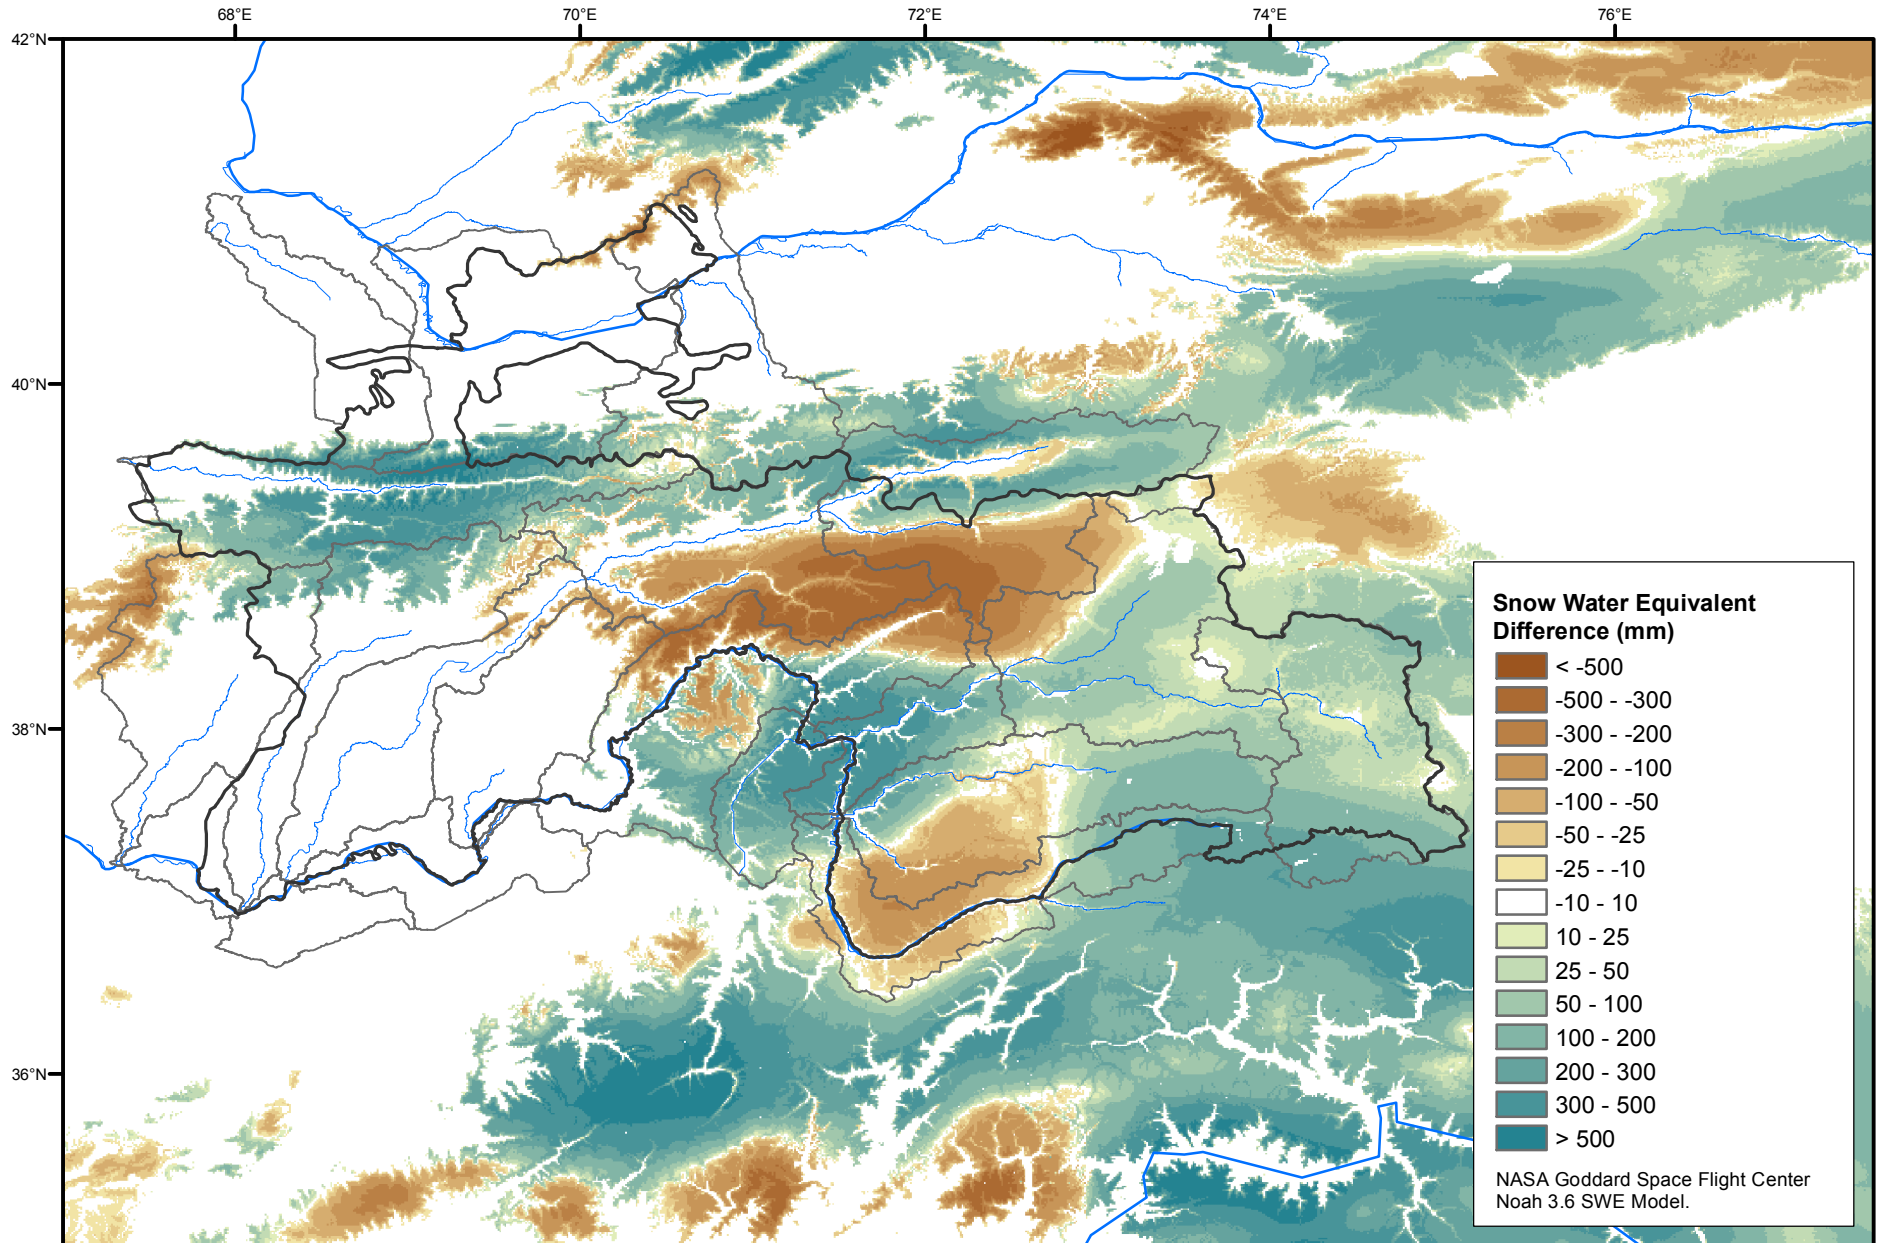 68°E 70°E 72°E 74°E 76°E
42°N
40°N
38°N
36°N
Snow Water Equivalent
Difference (mm)
< -500
-500 - -300
-300 - -200
-200 - -100
-100 - -50
-50 - -25
-25 - -10
-10 - 10
10 - 25
25 - 50
50 - 100
100 - 200
200 - 300
300 - 500
> 500
NASA Goddard Space Flight Center
Noah 3.6 SWE Model.